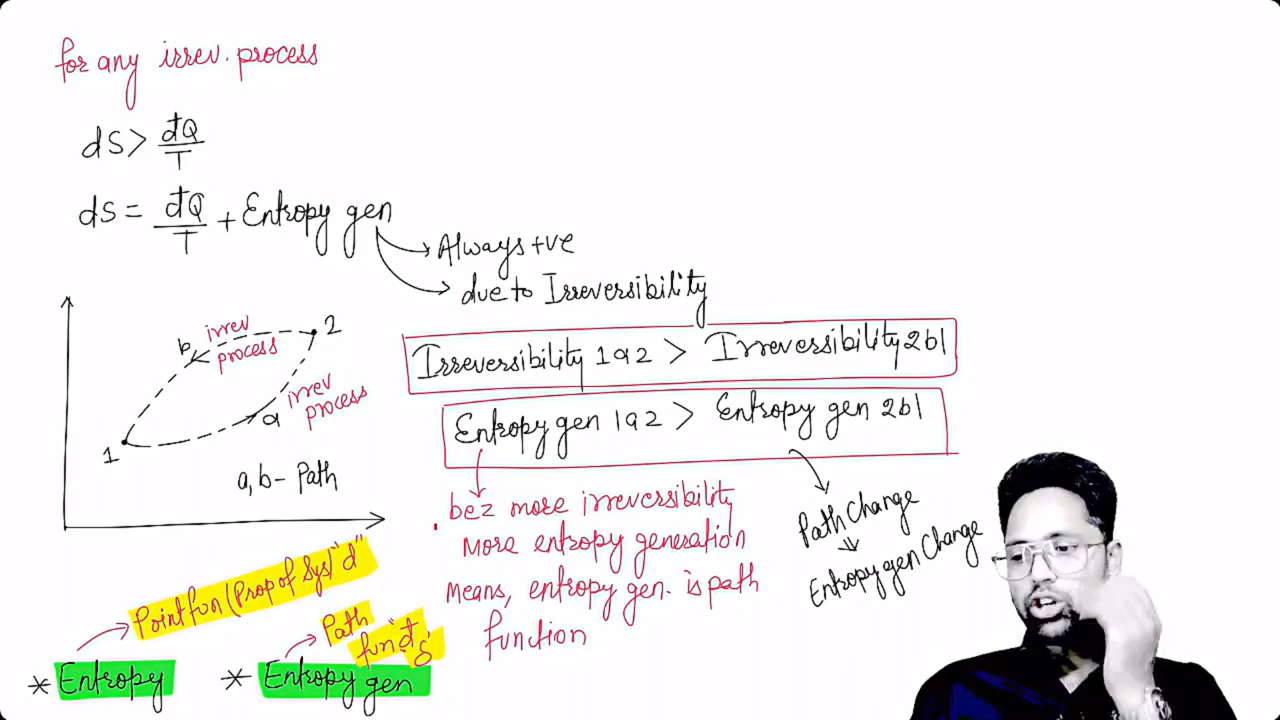 for any irrev. process
dS > đQ/T
dS = đQ/T + Entropy gen
Always +ve
due to Irreversibility
2
b
irrev
process
irrev
process
a
1
a, b - Path
Irreversibility 1a2 > Irreversibility 2b1
Entropy gen 1a2 > Entropy gen 2b1
bez more irreversibility
More entropy generation
Means, entropy gen. is path
function
Path Change
Entropy gen Change
Point fun (Prop of Sys) "d"
Path
fun "đ, δ"
* Entropy
* Entropy gen